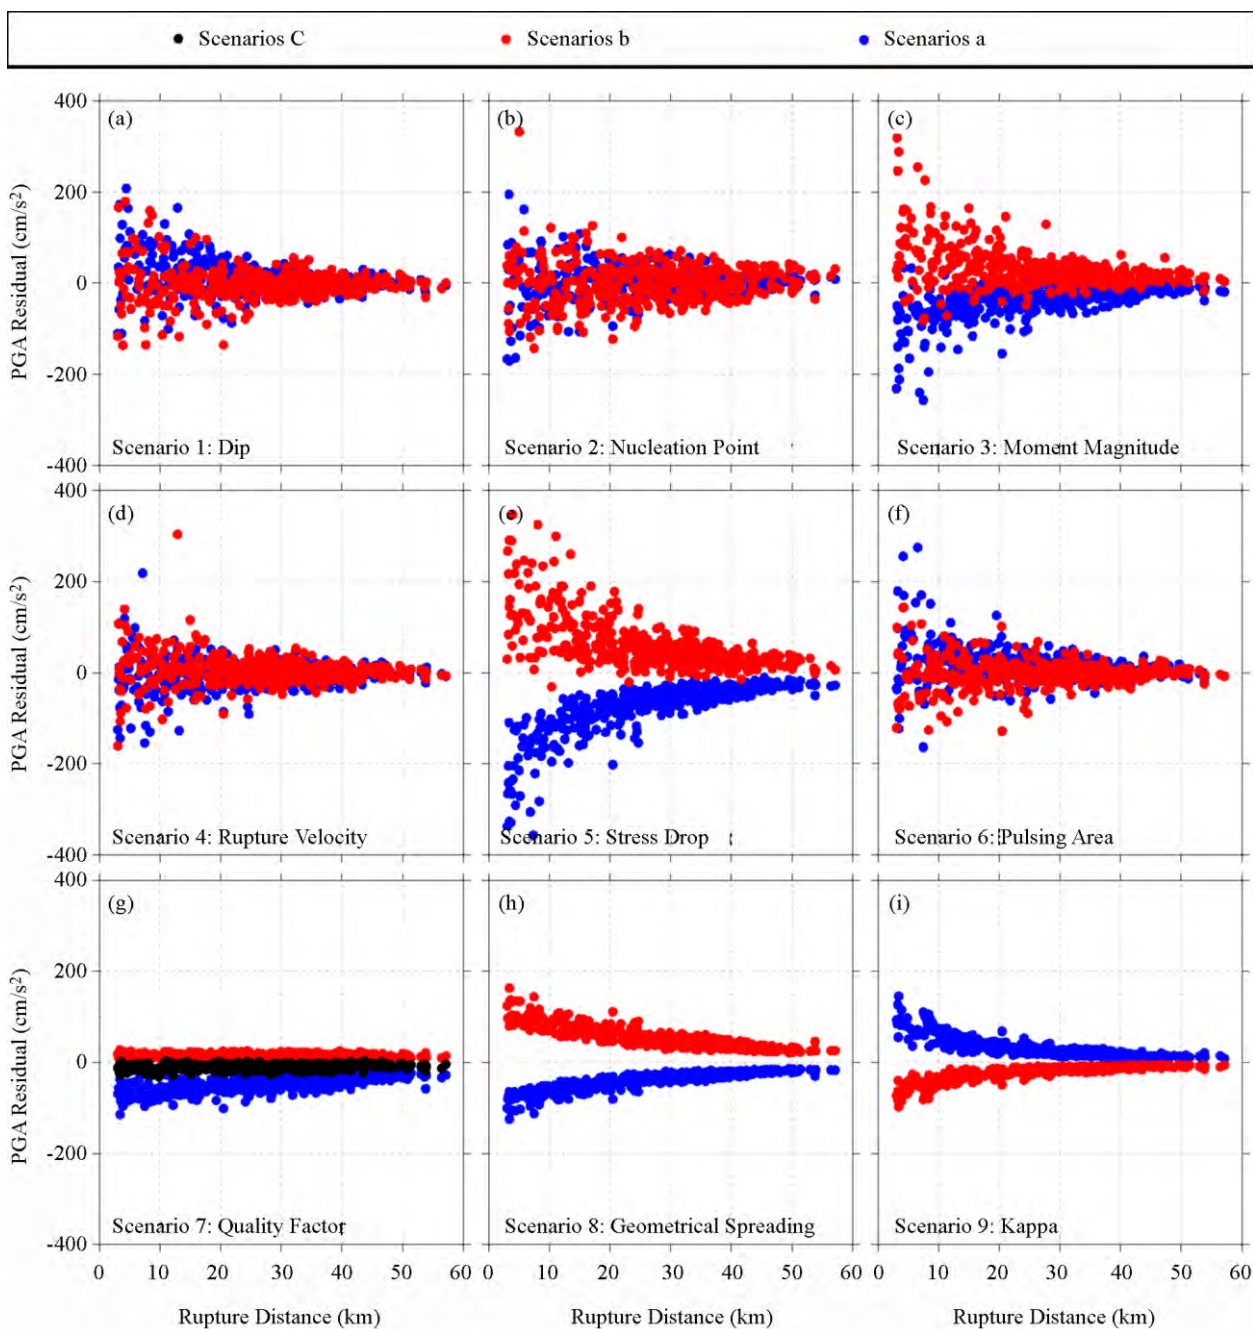 Scenarios C Scenarios b Scenarios a
400 (a) (b) (c)
200
0
-200
-400
PGA Residual (cm/s²)
Scenario 1: Dip Scenario 2: Nucleation Point Scenario 3: Moment Magnitude
400 (d) (e) (f)
200
0
-200
-400
PGA Residual (cm/s²)
Scenario 4: Rupture Velocity Scenario 5: Stress Drop Scenario 6: Pulsing Area
400 (g) (h) (i)
200
0
-200
-400
PGA Residual (cm/s²)
Scenario 7: Quality Factor Scenario 8: Geometrical Spreading Scenario 9: Kappa
0 10 20 30 40 50 60 0 10 20 30 40 50 60 0 10 20 30 40 50 60
Rupture Distance (km) Rupture Distance (km) Rupture Distance (km)